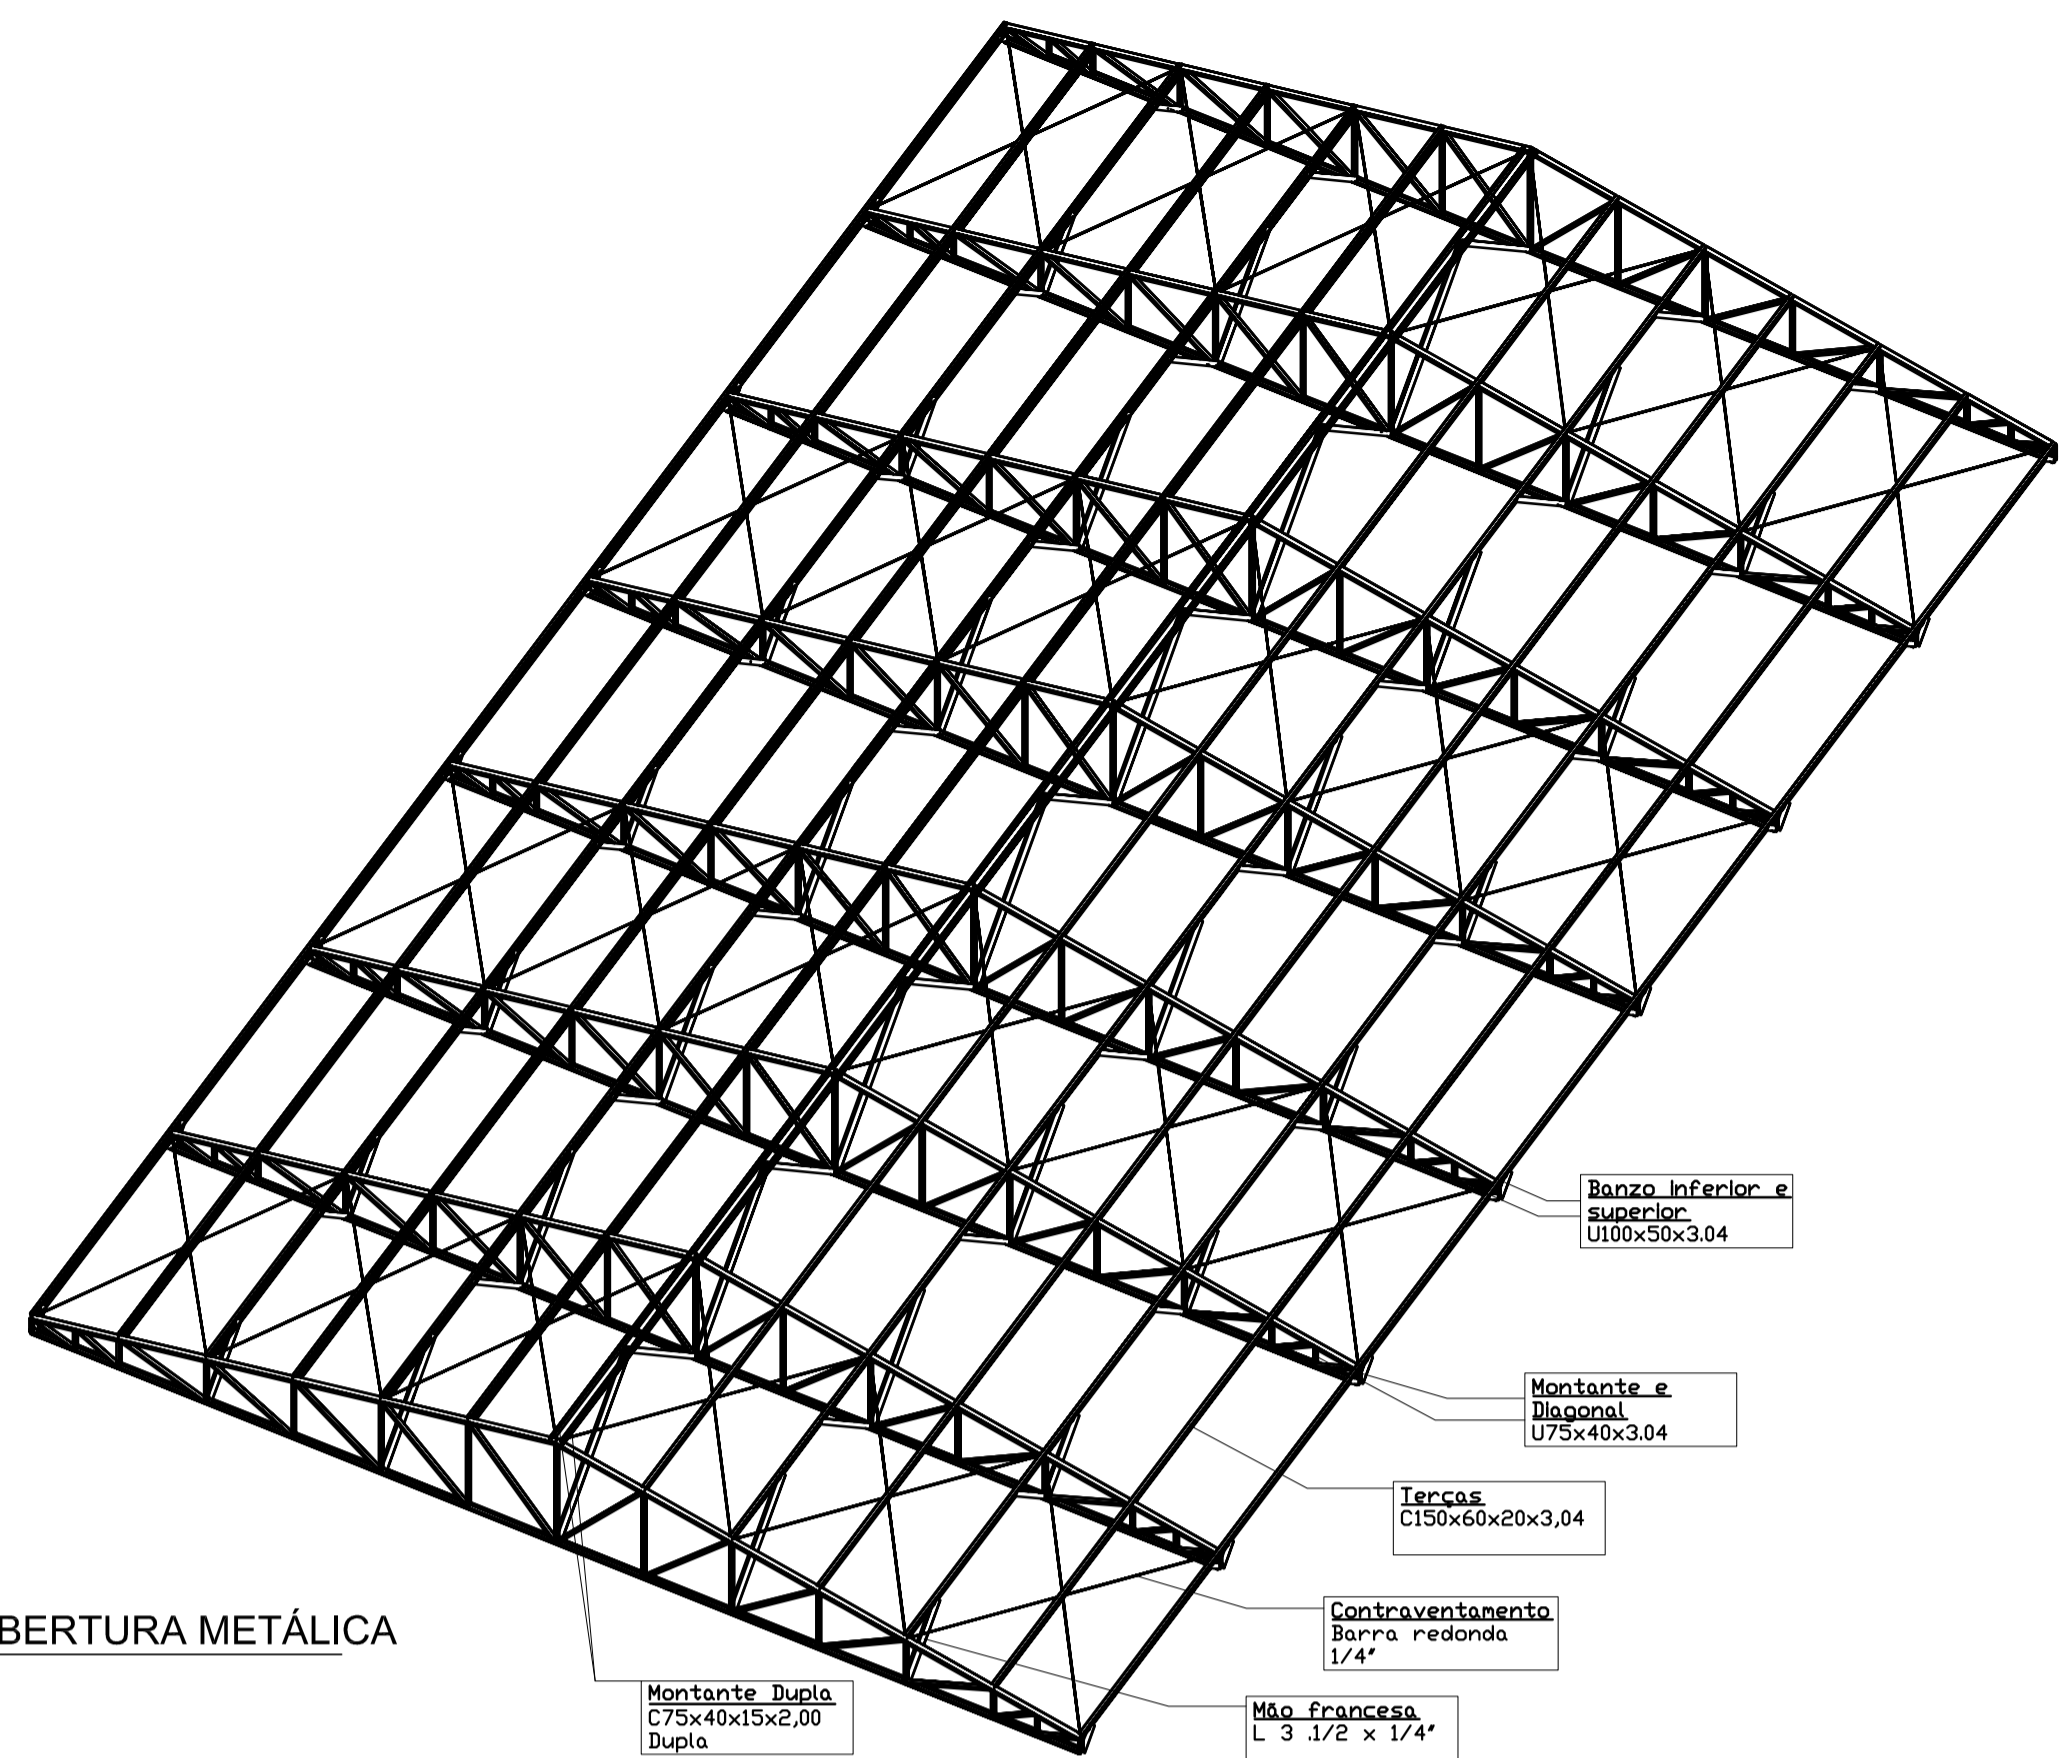 Banzo inferior e
superior
U100x50x3.04
Montante e
Diagonal
U75x40x3.04
Terças
C150x60x20x3,04
Contraventamento
Barra redonda
1/4"
Mão francesa
L 3 .1/2 x 1/4"
Montante Dupla
C75x40x15x2,00
Dupla
BERTURA METÁLICA